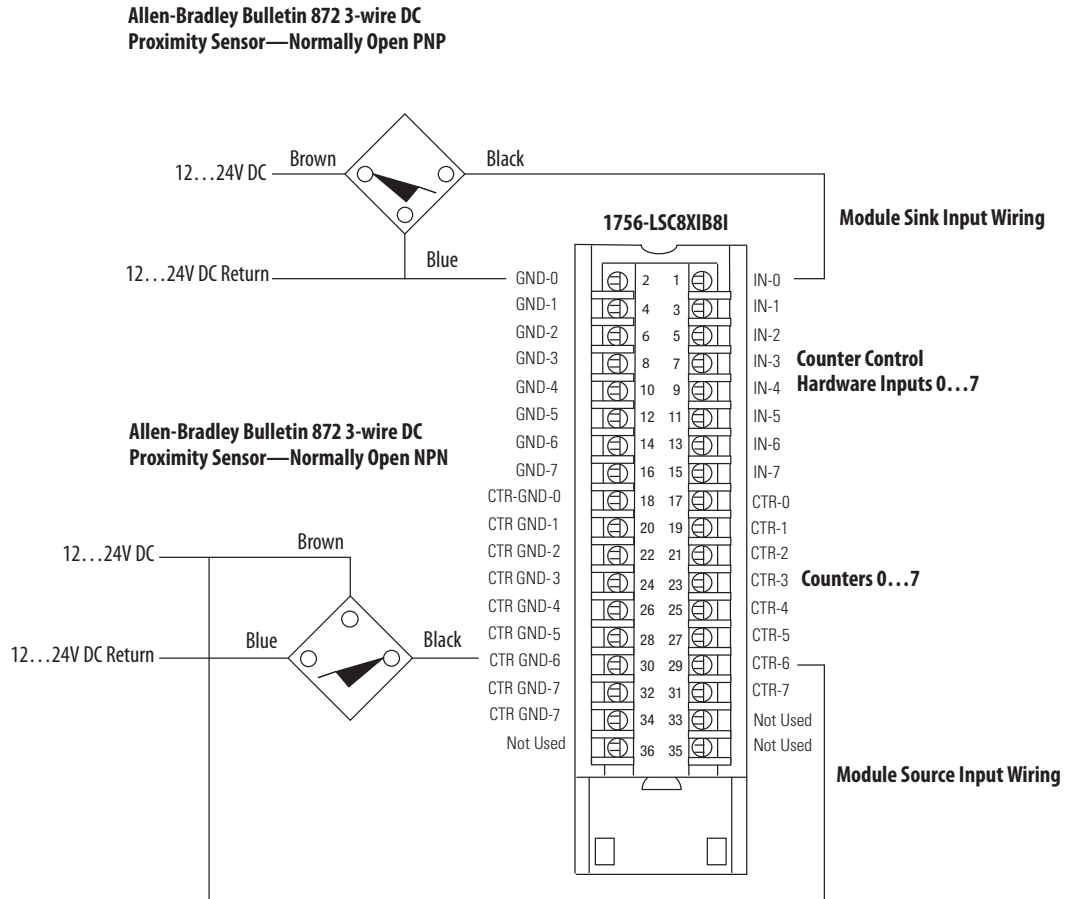 Allen-Bradley Bulletin 872 3-wire DC
Proximity Sensor—Normally Open PNP
Brown
Black
12…24V DC
1756-LSC8XIB8I
Module Sink Input Wiring
Blue
12…24V DC Return
GND-0 2 1 IN-0
GND-1 4 3 IN-1
GND-2 6 5 IN-2
GND-3 8 7 IN-3
GND-4 10 9 IN-4
GND-5 12 11 IN-5
GND-6 14 13 IN-6
GND-7 16 15 IN-7
Counter Control
Hardware Inputs 0…7
Allen-Bradley Bulletin 872 3-wire DC
Proximity Sensor—Normally Open NPN
CTR-GND-0 18 17 CTR-0
CTR GND-1 20 19 CTR-1
CTR GND-2 22 21 CTR-2
CTR GND-3 24 23 CTR-3
CTR GND-4 26 25 CTR-4
CTR GND-5 28 27 CTR-5
CTR GND-6 30 29 CTR-6
CTR GND-7 32 31 CTR-7
CTR GND-7 34 33 Not Used
Not Used 36 35 Not Used
Counters 0…7
12…24V DC
Brown
12…24V DC Return
Blue
Black
Module Source Input Wiring